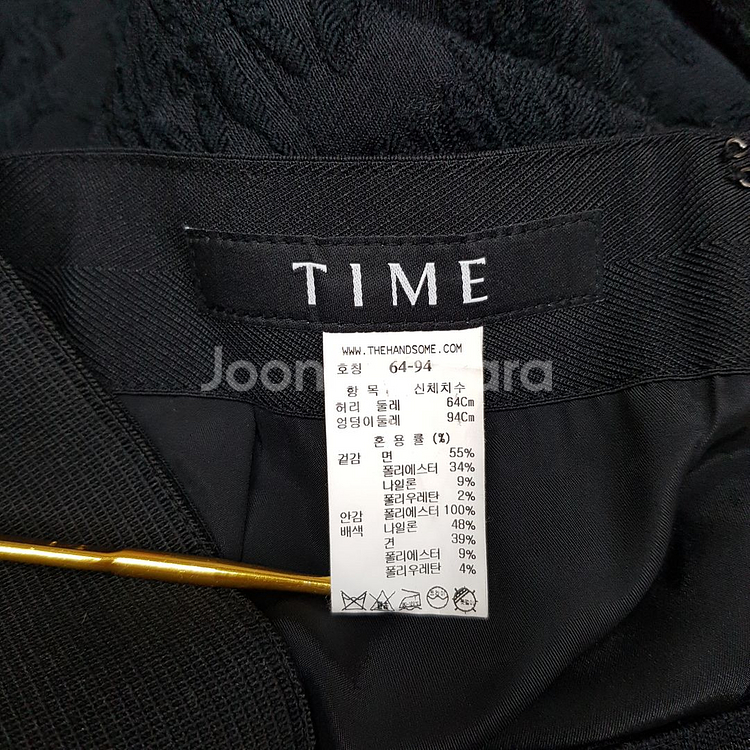 TIME
WWW.THEHANDSOME.COM
호칭 64-94
항 목 신체치수
허리 둘레 64Cm
엉덩이둘레 94Cm
혼 용 률 (%)
겉감 면 55%
폴리에스터 34%
나일론 9%
폴리우레탄 2%
안감 폴리에스터 100%
배색 나일론 48%
견 39%
폴리에스터 9%
폴리우레탄 4%